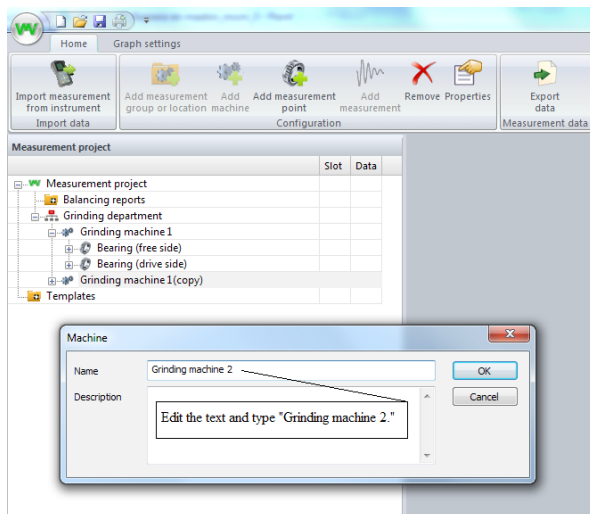 Home Graph settings
Import measurement
from instrument
Add measurement
group or location
Add
machine
Add measurement
point
Add
measurement
Remove
Properties
Export
data
Import data
Configuration
Measurement data
Measurement project
Slot Data
Measurement project
Balancing reports
Grinding department
Grinding machine 1
Bearing (free side)
Bearing (drive side)
Grinding machine 1(copy)
Templates
Machine
Name Grinding machine 2 OK
Description Cancel
Edit the text and type "Grinding machine 2."